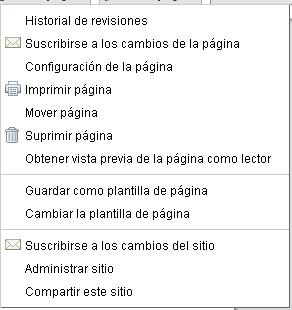 Historial de revisiones
Suscribirse a los cambios de la página
Configuración de la página
Imprimir página
Mover página
Suprimir página
Obtener vista previa de la página como lector
Guardar como plantilla de página
Cambiar la plantilla de página
Suscribirse a los cambios del sitio
Administrar sitio
Compartir este sitio